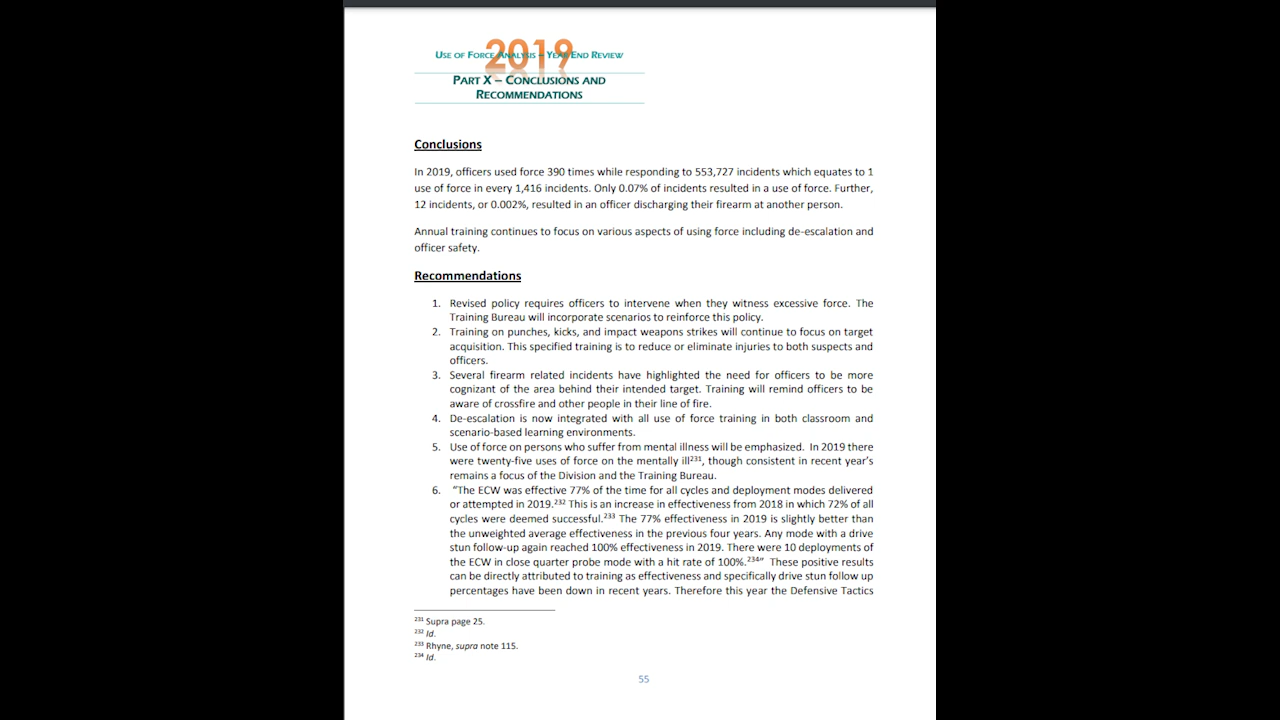 2019
Use of Force Analysis – Year End Review
Part X – Conclusions and
Recommendations
Conclusions
In 2019, officers used force 390 times while responding to 553,727 incidents which equates to 1
use of force in every 1,416 incidents. Only 0.07% of incidents resulted in a use of force. Further,
12 incidents, or 0.002%, resulted in an officer discharging their firearm at another person.
Annual training continues to focus on various aspects of using force including de-escalation and
officer safety.
Recommendations
1. Revised policy requires officers to intervene when they witness excessive force. The
Training Bureau will incorporate scenarios to reinforce this policy.
2. Training on punches, kicks, and impact weapons strikes will continue to focus on target
acquisition. This specified training is to reduce or eliminate injuries to both suspects and
officers.
3. Several firearm related incidents have highlighted the need for officers to be more
cognizant of the area behind their intended target. Training will remind officers to be
aware of crossfire and other people in their line of fire.
4. De-escalation is now integrated with all use of force training in both classroom and
scenario-based learning environments.
5. Use of force on persons who suffer from mental illness will be emphasized. In 2019 there
were twenty-five uses of force on the mentally ill²³¹, though consistent in recent year's
remains a focus of the Division and the Training Bureau.
6. "The ECW was effective 77% of the time for all cycles and deployment modes delivered
or attempted in 2019.²³² This is an increase in effectiveness from 2018 in which 72% of all
cycles were deemed successful.²³³ The 77% effectiveness in 2019 is slightly better than
the unweighted average effectiveness in the previous four years. Any mode with a drive
stun follow-up again reached 100% effectiveness in 2019. There were 10 deployments of
the ECW in close quarter probe mode with a hit rate of 100%.²³⁴" These positive results
can be directly attributed to training as effectiveness and specifically drive stun follow up
percentages have been down in recent years. Therefore this year the Defensive Tactics
²³¹ Supra page 25.
²³² Id.
²³³ Rhyne, supra note 115.
²³⁴ Id.
55